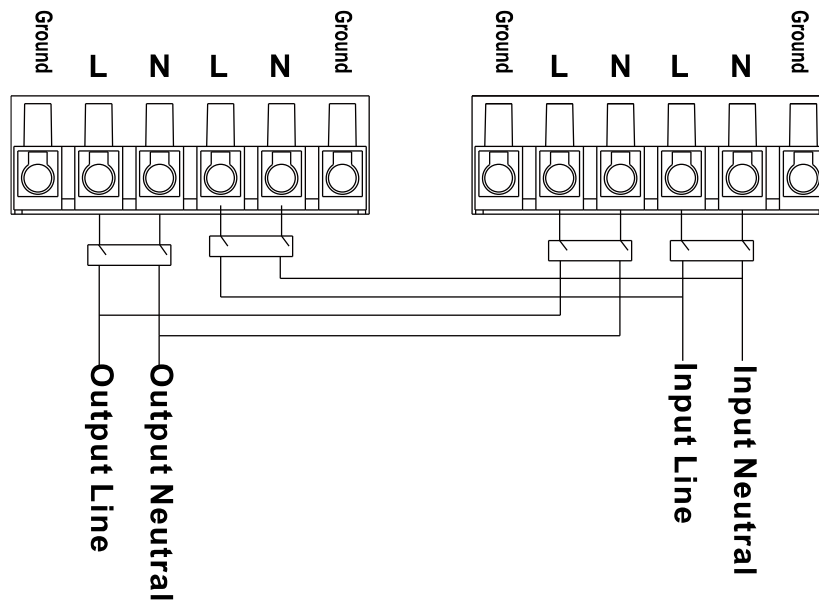 Ground L N L N Ground
Ground L N L N Ground
Output Line
Output Neutral
Input Line
Input Neutral